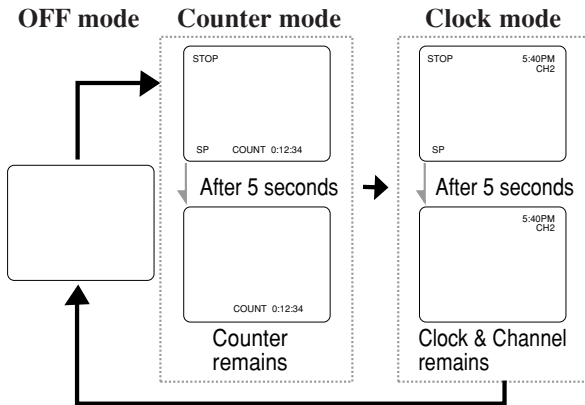 OFF mode
Counter mode
Clock mode
STOP
SP COUNT 0:12:34
After 5 seconds
COUNT 0:12:34
Counter
remains
STOP 5:40PM
CH2
SP
After 5 seconds
5:40PM
CH2
Clock & Channel
remains